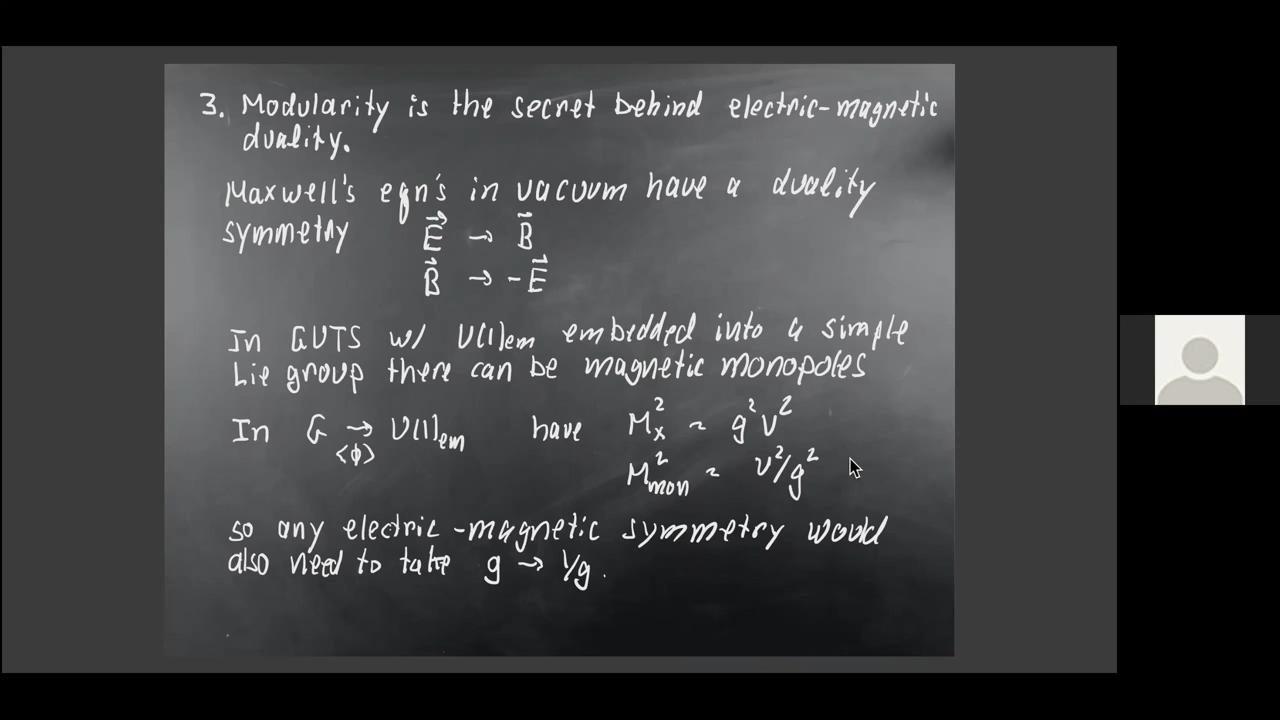 3. Modularity is the secret behind electric-magnetic
duality.
Maxwell's eqn's in vacuum have a duality
symmetry E⃗ → B⃗
B⃗ → -E⃗
In GUTS w/ U(1)em embedded into a simple
Lie group there can be magnetic monopoles
In G → U(1)em have Mx² ~ g²v²
<φ>
M²mon ~ v²/g²
so any electric-magnetic symmetry would
also need to take g → 1/g.